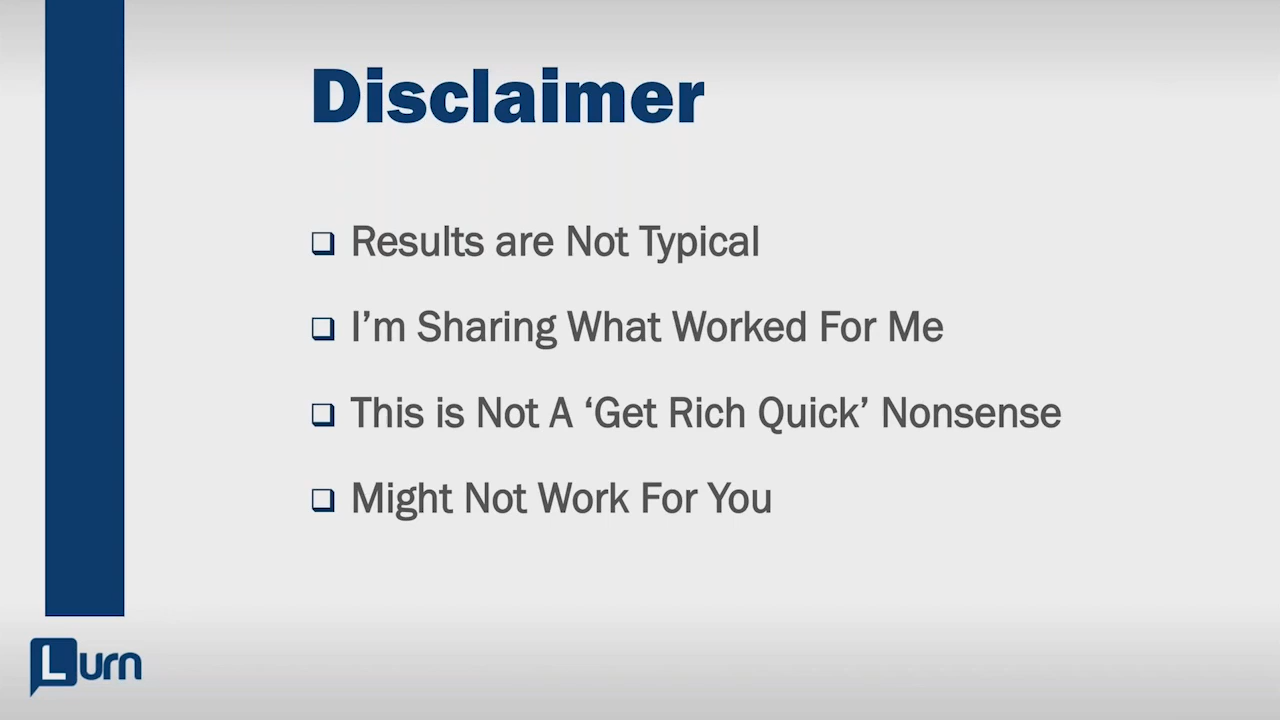 Disclaimer
Results are Not Typical
I’m Sharing What Worked For Me
This is Not A ‘Get Rich Quick’ Nonsense
Might Not Work For You
Lurn